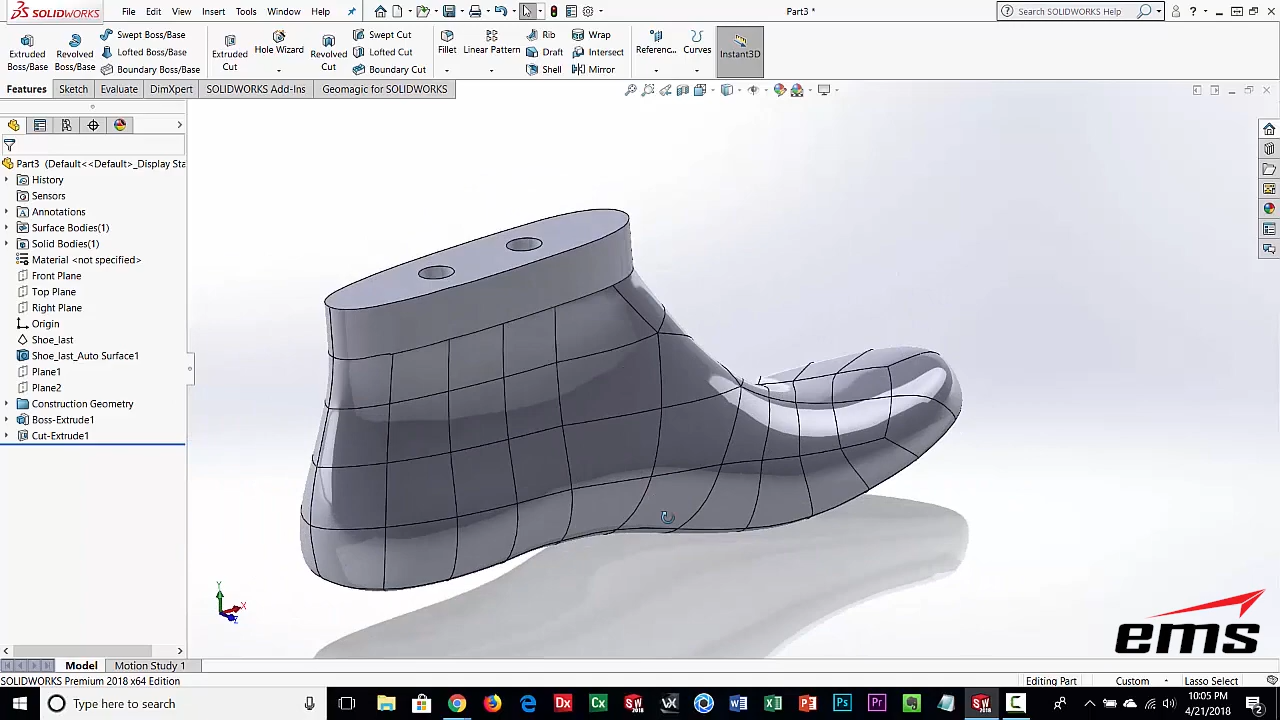 SOLIDWORKS File Edit View Insert Tools Window Help Part3 * Search SOLIDWORKS Help
Extruded Boss/Base Revolved Boss/Base Swept Boss/Base Lofted Boss/Base Boundary Boss/Base Extruded Cut Hole Wizard Revolved Cut Swept Cut Lofted Cut Boundary Cut Fillet Linear Pattern Rib Draft Shell Wrap Intersect Mirror Referenc... Curves Instant3D
Features Sketch Evaluate DimXpert SOLIDWORKS Add-Ins Geomagic for SOLIDWORKS
Part3 (Default<<Default>_Display Sta
History
Sensors
Annotations
Surface Bodies(1)
Solid Bodies(1)
Material <not specified>
Front Plane
Top Plane
Right Plane
Origin
Shoe_last
Shoe_last_Auto Surface1
Plane1
Plane2
Construction Geometry
Boss-Extrude1
Cut-Extrude1
Y
X
Z
ems
Model Motion Study 1
SOLIDWORKS Premium 2018 x64 Edition Editing Part Custom Lasso Select
Type here to search
10:05 PM
4/21/2018